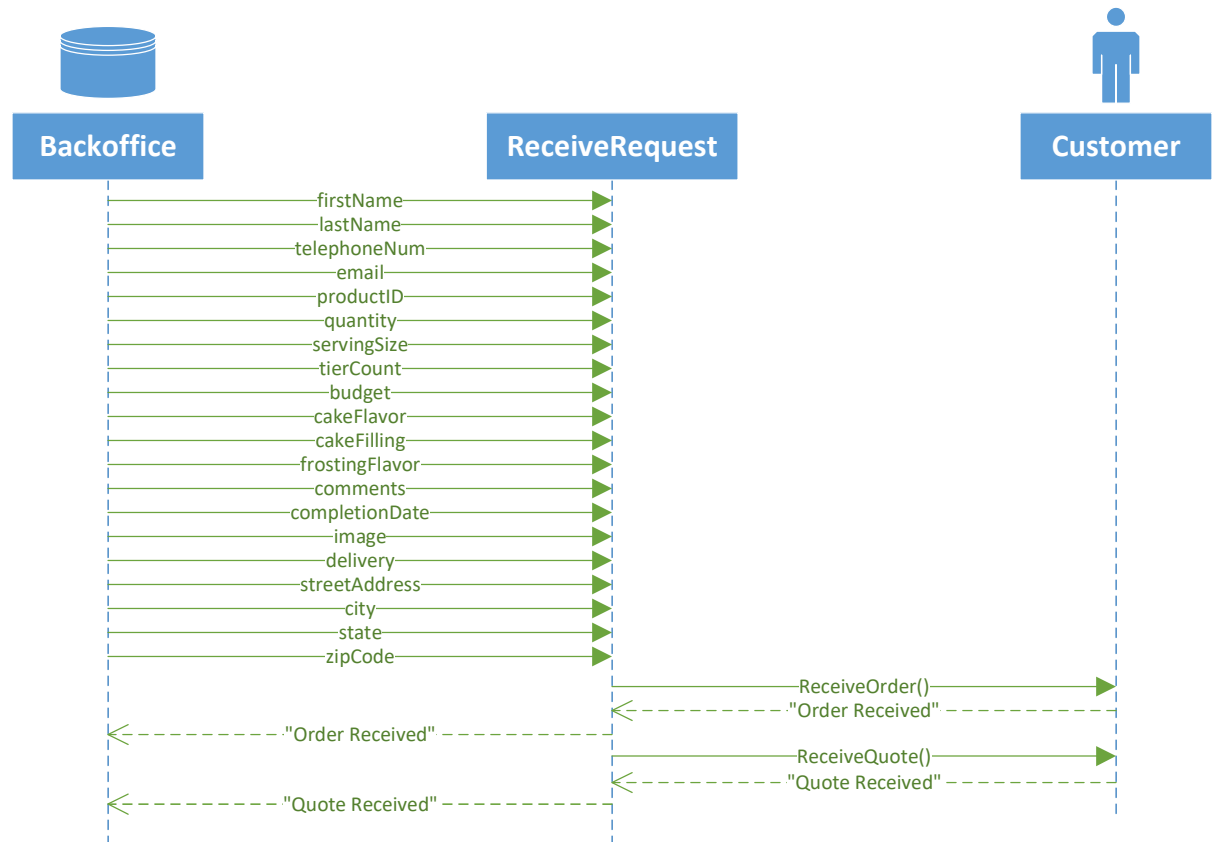 Backoffice
ReceiveRequest
Customer
firstName
lastName
telephoneNum
email
productID
quantity
servingSize
tierCount
budget
cakeFlavor
cakeFilling
frostingFlavor
comments
completionDate
image
delivery
streetAddress
city
state
zipCode
ReceiveOrder()
"Order Received"
"Order Received"
ReceiveQuote()
"Quote Received"
"Quote Received"